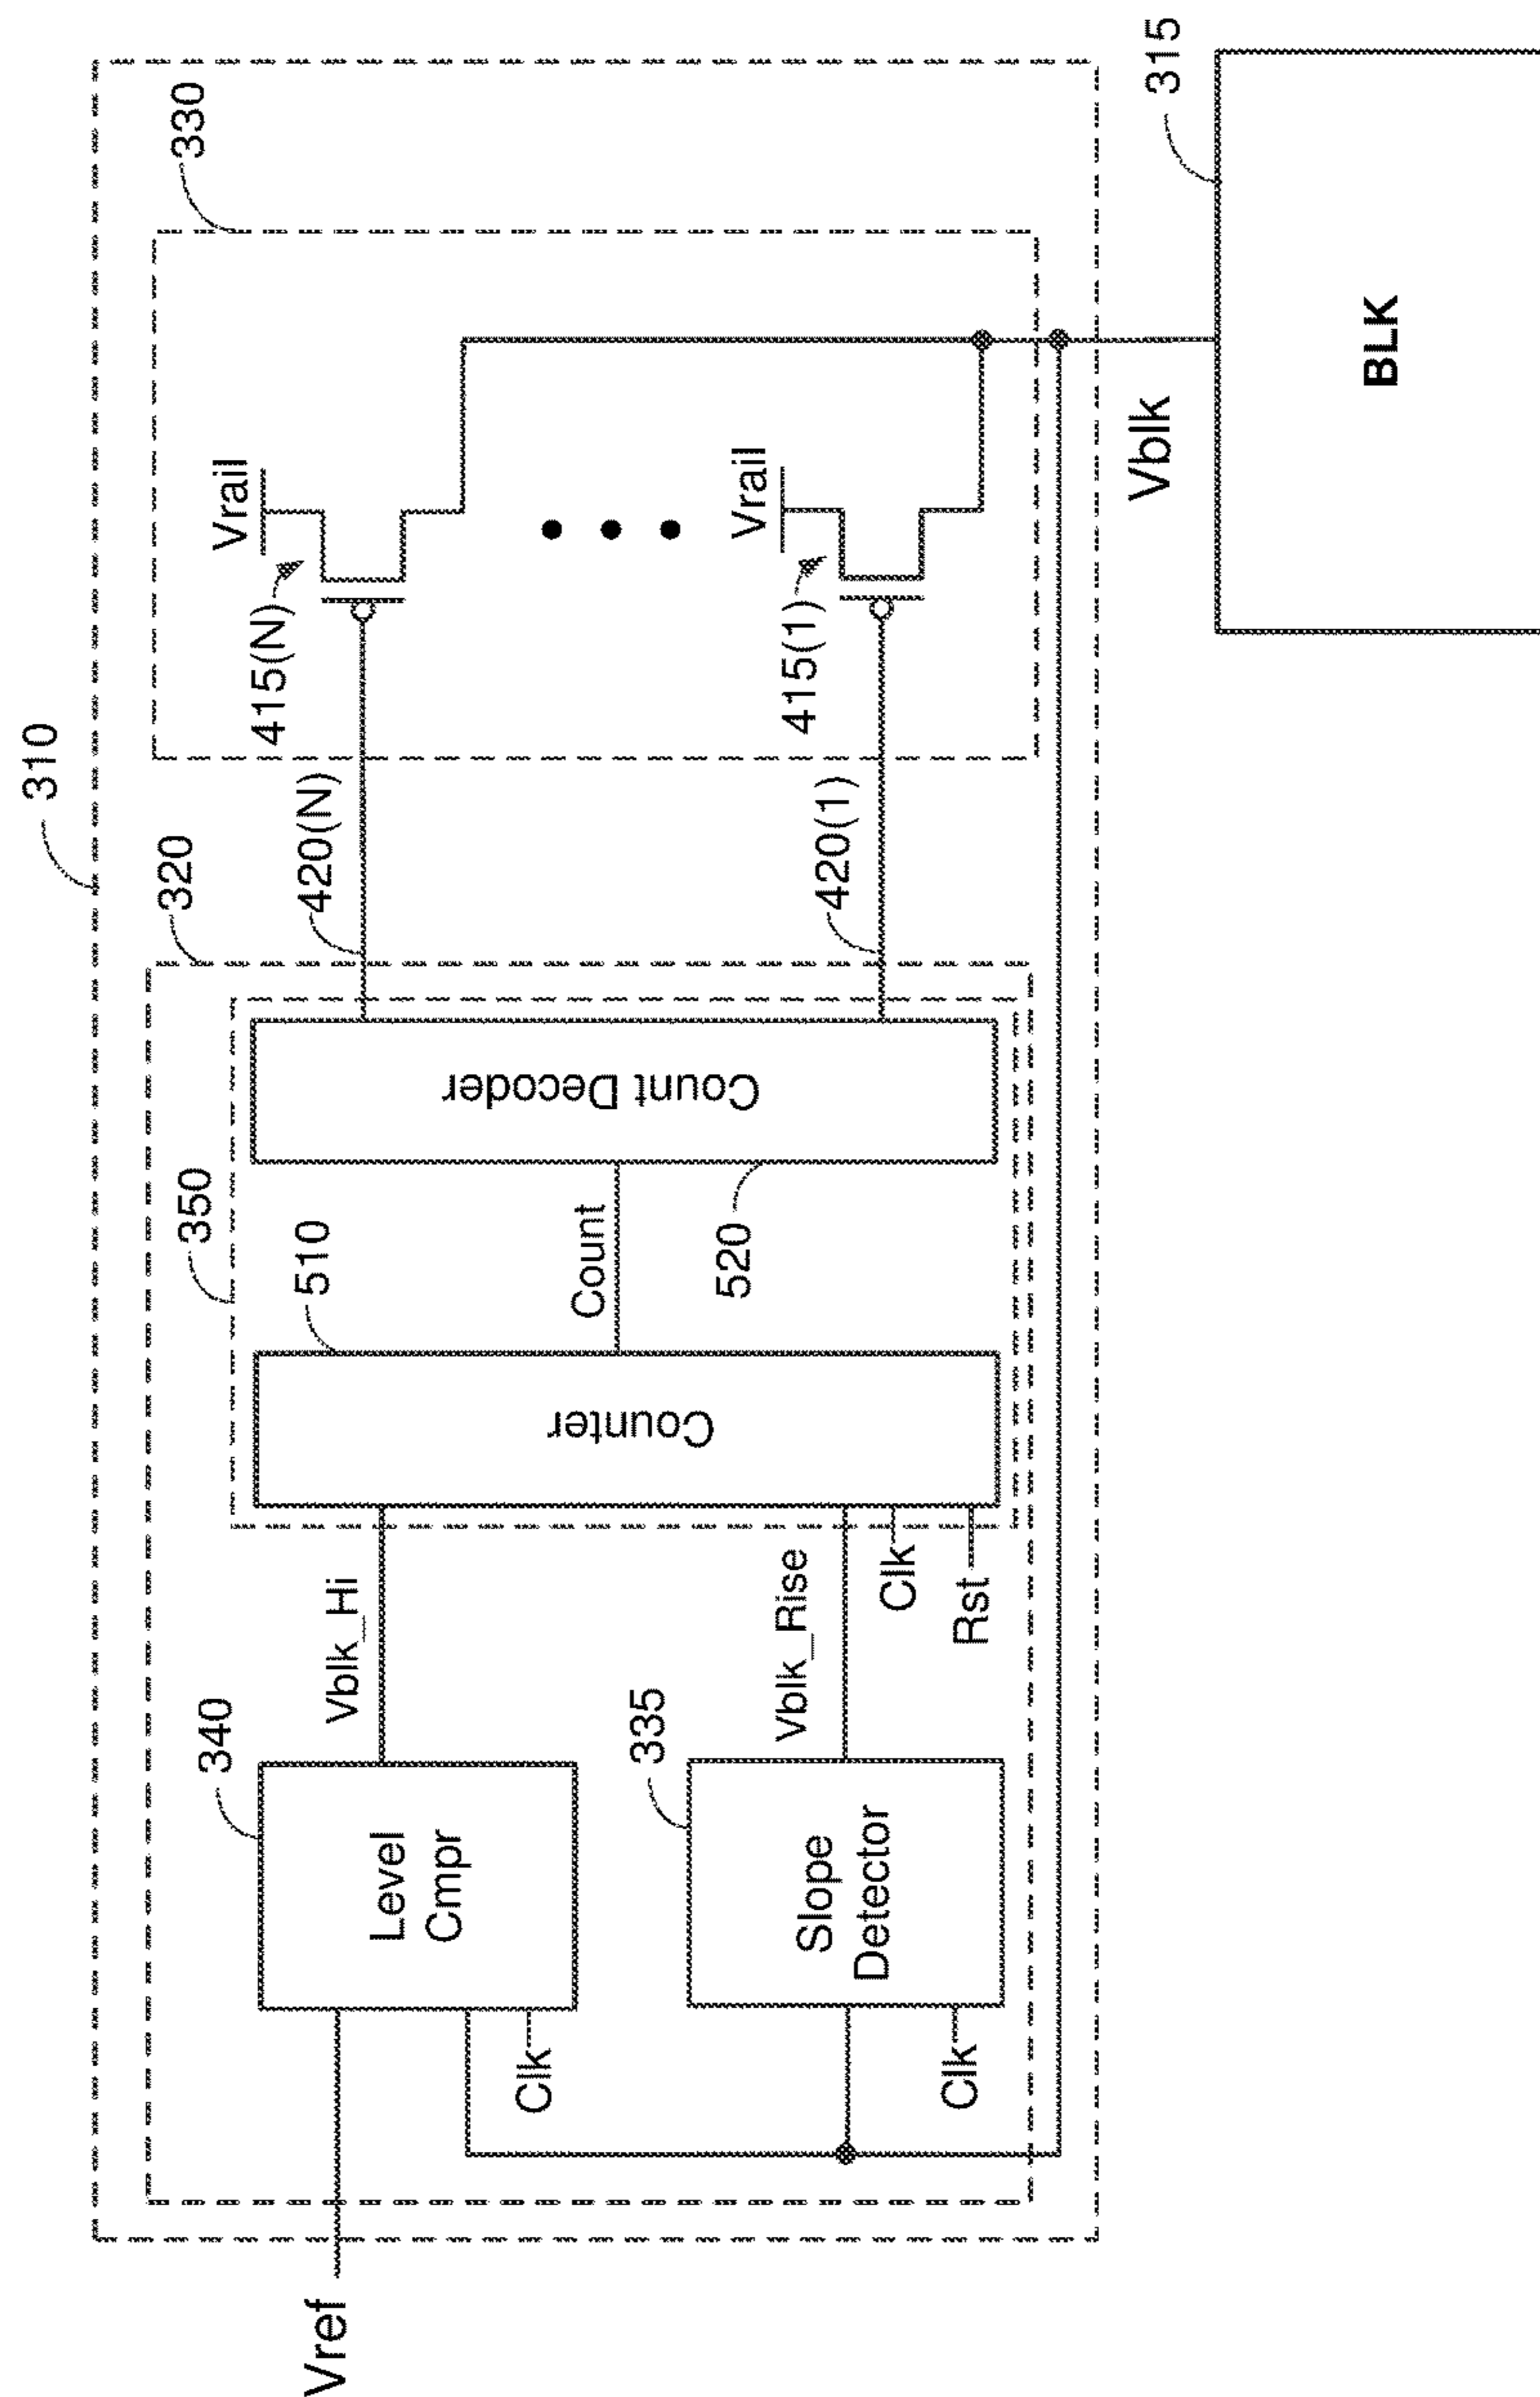 310
320
330
350
Vrail
415(N)
420(N)
340
Level
Cmpr
Vblk_Hi
510
Counter
Count
Count Decoder
520
Vref
Clk
335
Slope
Detector
Vblk_Rise
Clk
Rst
Clk
Vrail
415(1)
420(1)
Vblk
315
BLK